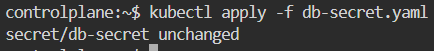 controlplane:~$ kubectl apply -f db-secret.yaml
secret/db-secret unchanged